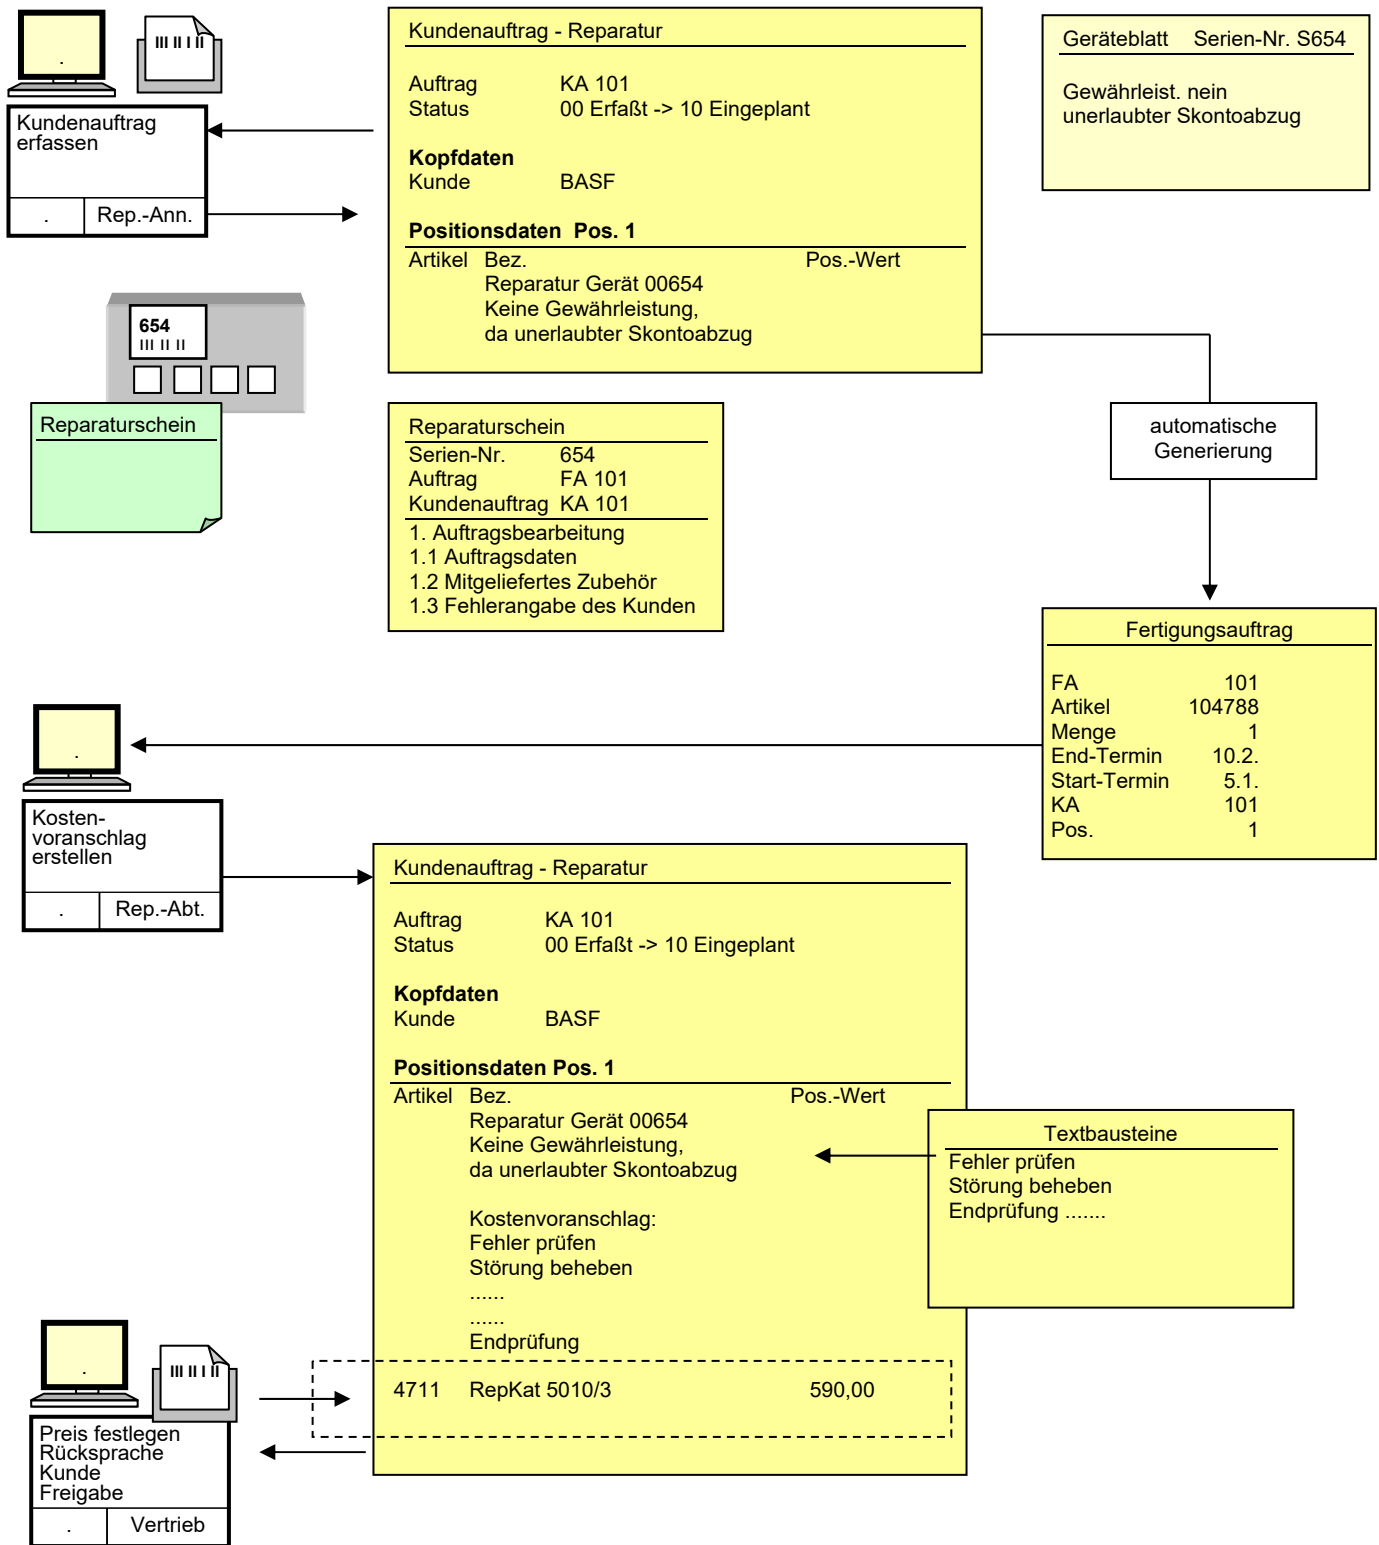 Kundenauftrag
erfassen
. Rep.-Ann.
Kundenauftrag - Reparatur
Auftrag KA 101
Status 00 Erfaßt -> 10 Eingeplant
Kopfdaten
Kunde BASF
Positionsdaten Pos. 1
Artikel Bez. Pos.-Wert
Reparatur Gerät 00654
Keine Gewährleistung,
da unerlaubter Skontoabzug
Geräteblatt Serien-Nr. S654
Gewährleist. nein
unerlaubter Skontoabzug
654
Reparaturschein
Reparaturschein
Serien-Nr. 654
Auftrag FA 101
Kundenauftrag KA 101
1. Auftragsbearbeitung
1.1 Auftragsdaten
1.2 Mitgeliefertes Zubehör
1.3 Fehlerangabe des Kunden
automatische
Generierung
Fertigungsauftrag
FA 101
Artikel 104788
Menge 1
End-Termin 10.2.
Start-Termin 5.1.
KA 101
Pos. 1
Kosten-
voranschlag
erstellen
. Rep.-Abt.
Kundenauftrag - Reparatur
Auftrag KA 101
Status 00 Erfaßt -> 10 Eingeplant
Kopfdaten
Kunde BASF
Positionsdaten Pos. 1
Artikel Bez. Pos.-Wert
Reparatur Gerät 00654
Keine Gewährleistung,
da unerlaubter Skontoabzug
Kostenvoranschlag:
Fehler prüfen
Störung beheben
......
......
Endprüfung
4711 RepKat 5010/3 590,00
Textbausteine
Fehler prüfen
Störung beheben
Endprüfung .......
Preis festlegen
Rücksprache
Kunde
Freigabe
. Vertrieb